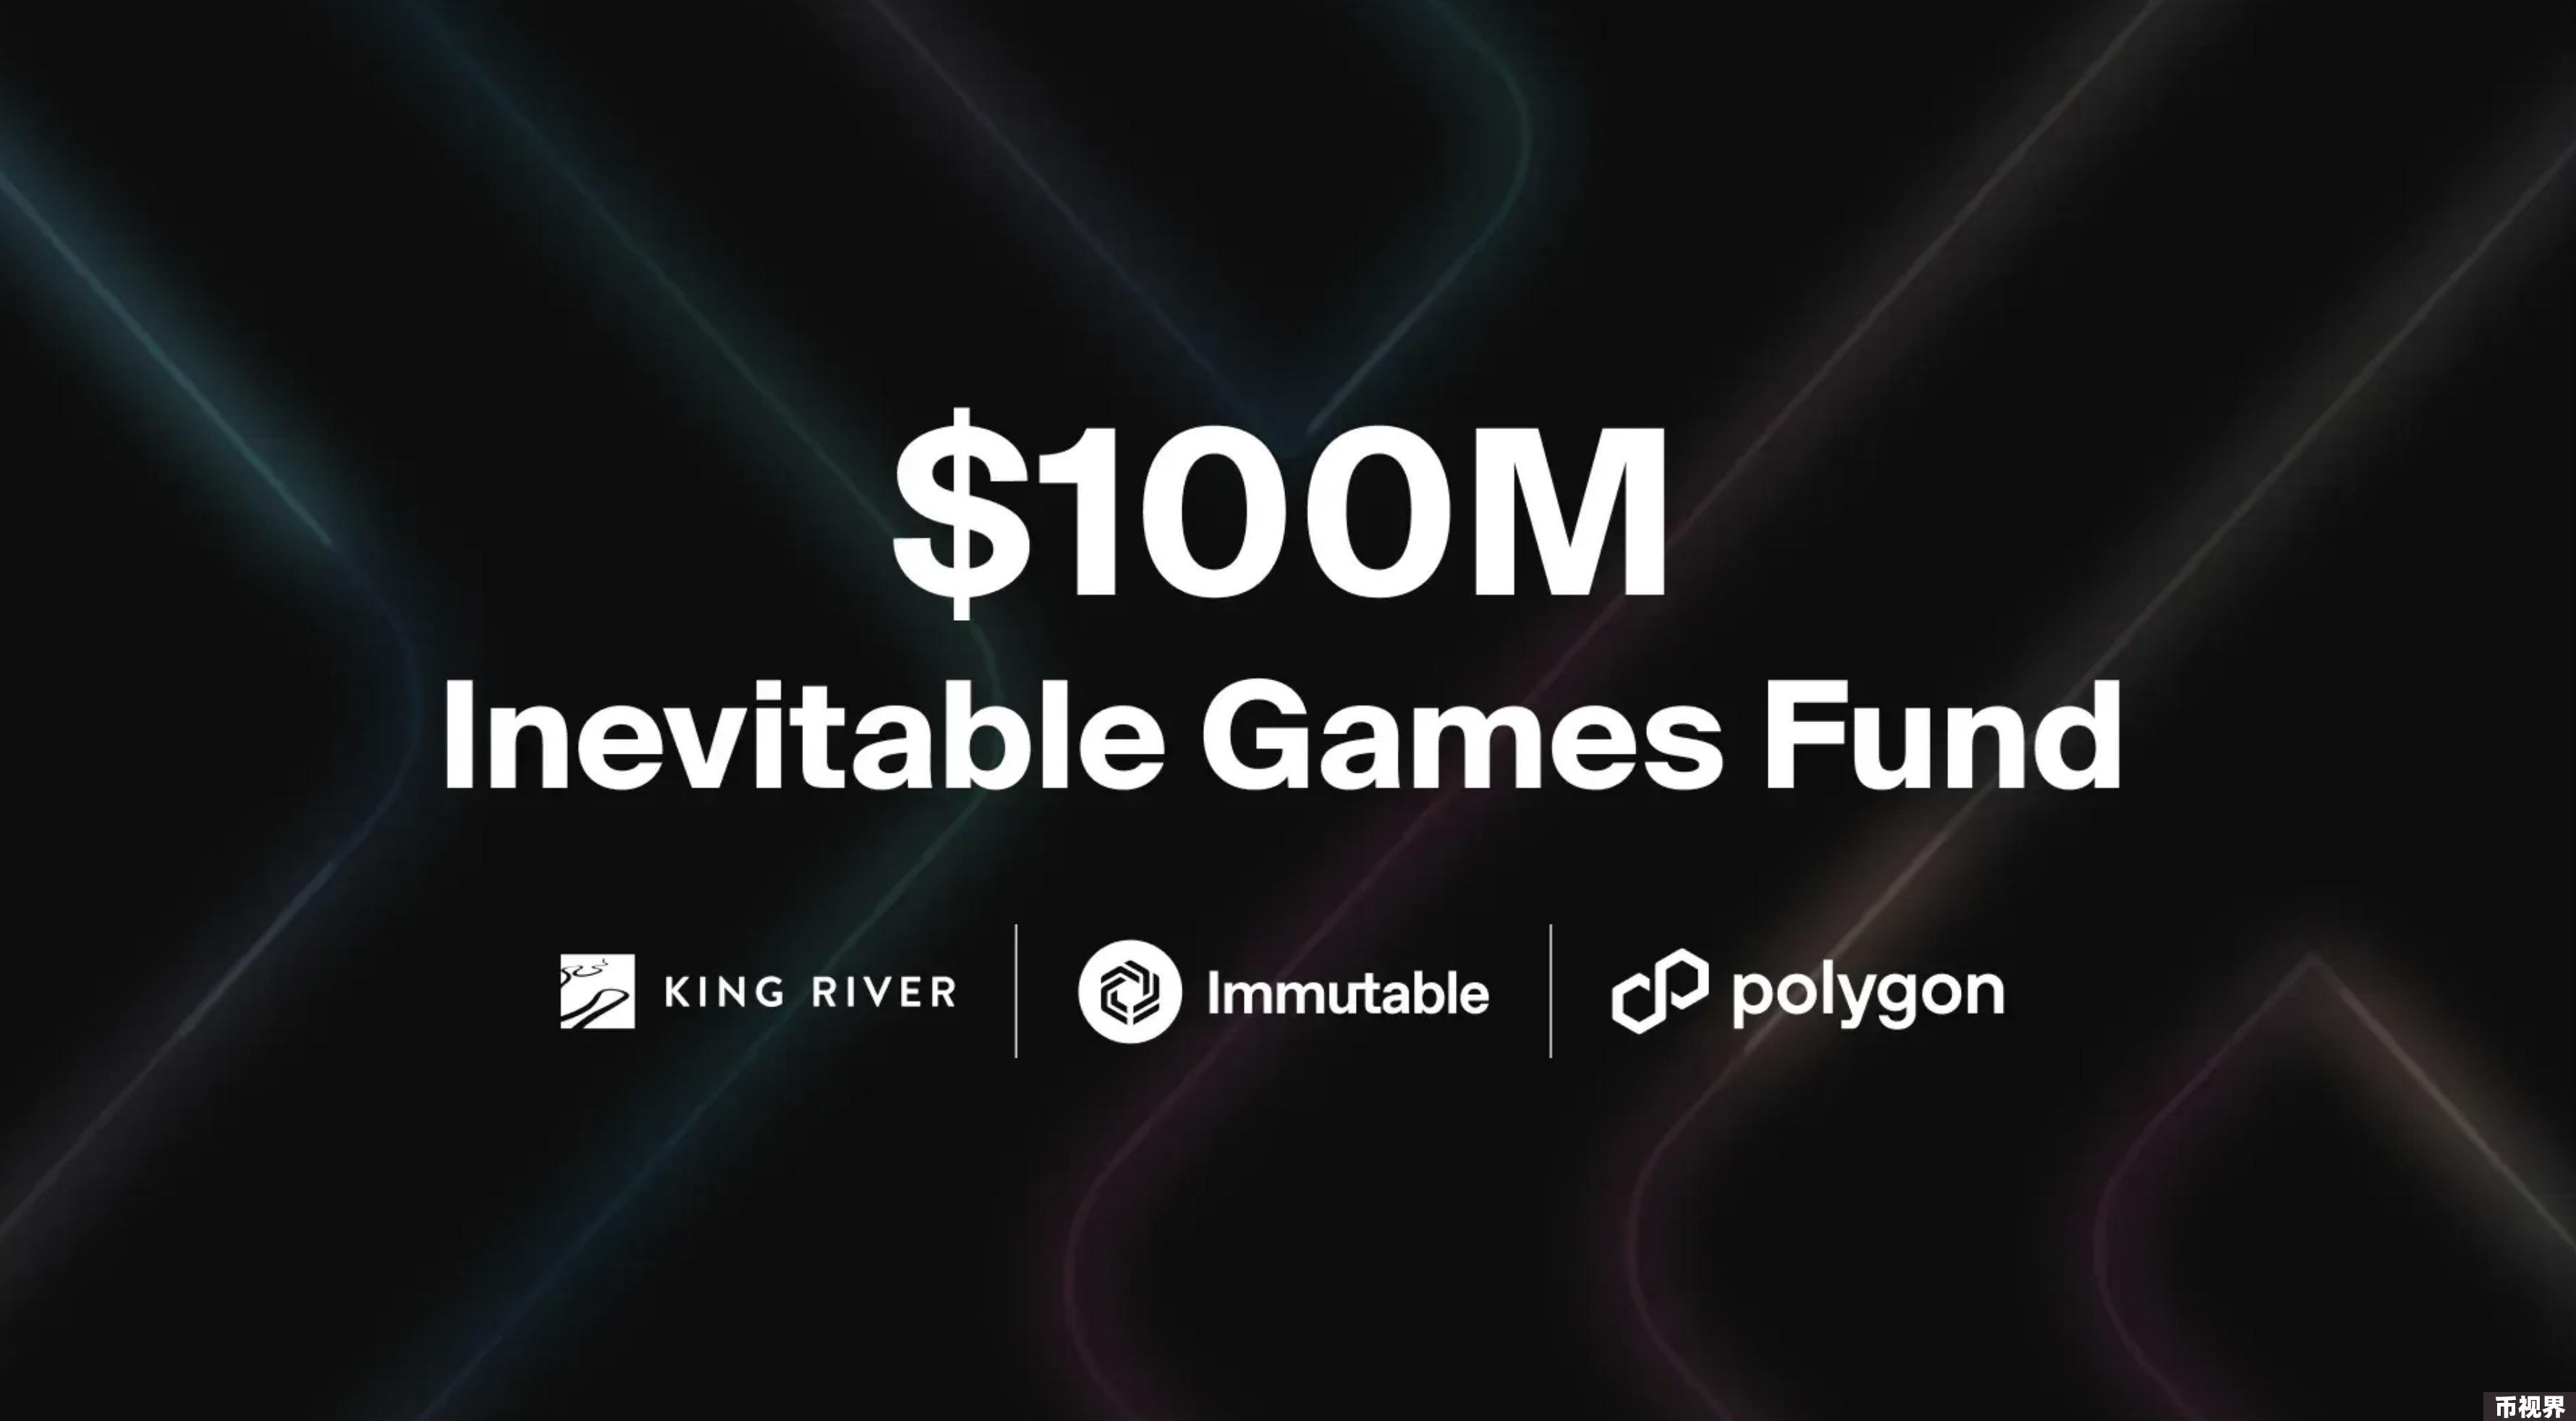 $100M
Inevitable Games Fund
KING RIVER
Immutable
polygon
币视界